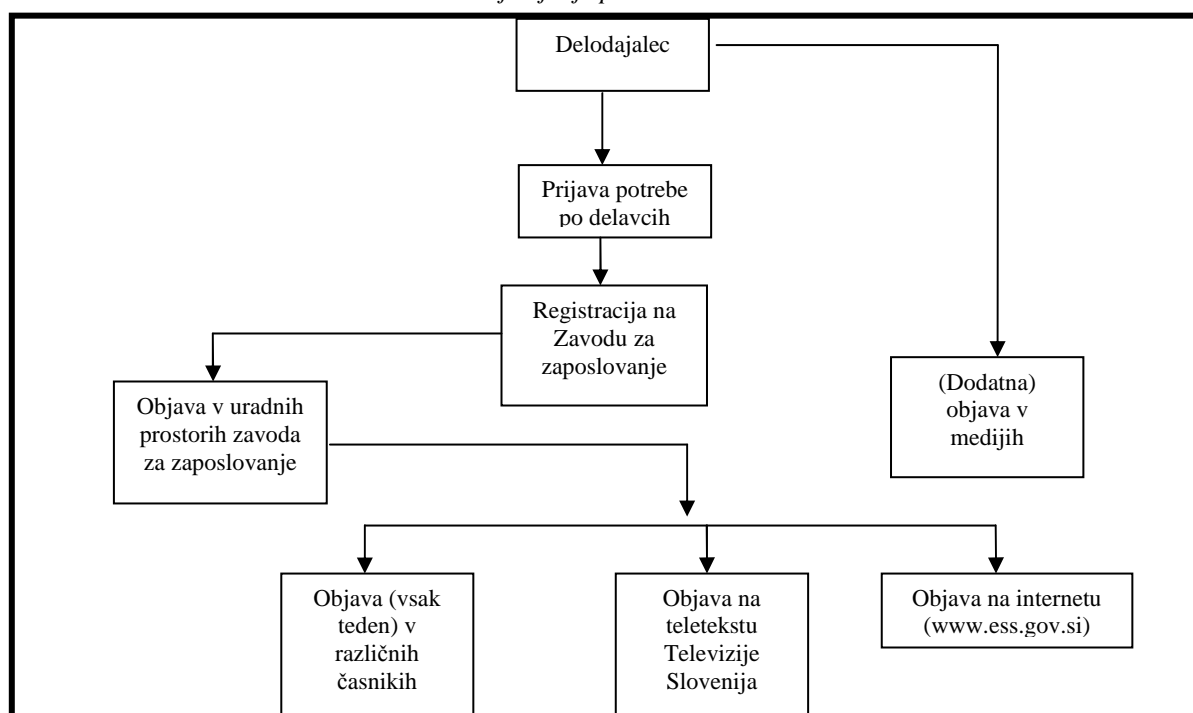 Delodajalec
Prijava potrebe
po delavcih
Registracija na
Zavodu za
zaposlovanje
(Dodatna)
objava v
medijih
Objava v uradnih
prostorih zavoda
za zaposlovanje
Objava (vsak
teden) v
različnih
časnikih
Objava na
teletekstu
Televizije
Slovenija
Objava na internetu
(www.ess.gov.si)